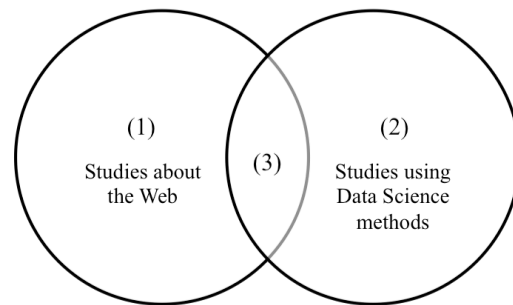 (1)
Studies about
the Web
(3)
(2)
Studies using
Data Science
methods